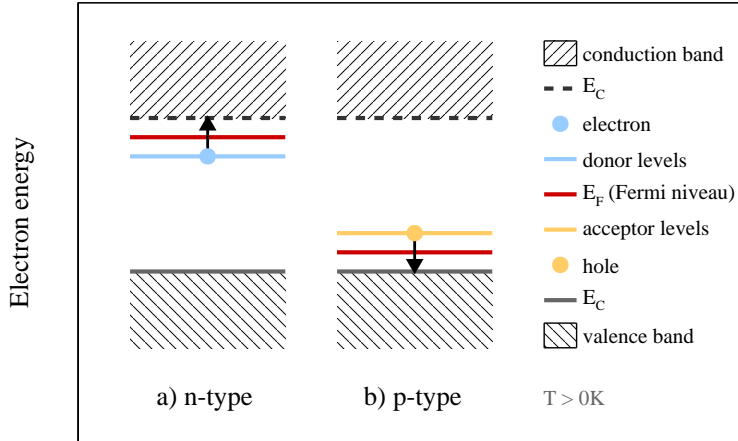 Electron energy
a) n-type
b) p-type
conduction band
E_C
electron
donor levels
E_F (Fermi niveau)
acceptor levels
hole
E_C
valence band
T > 0K